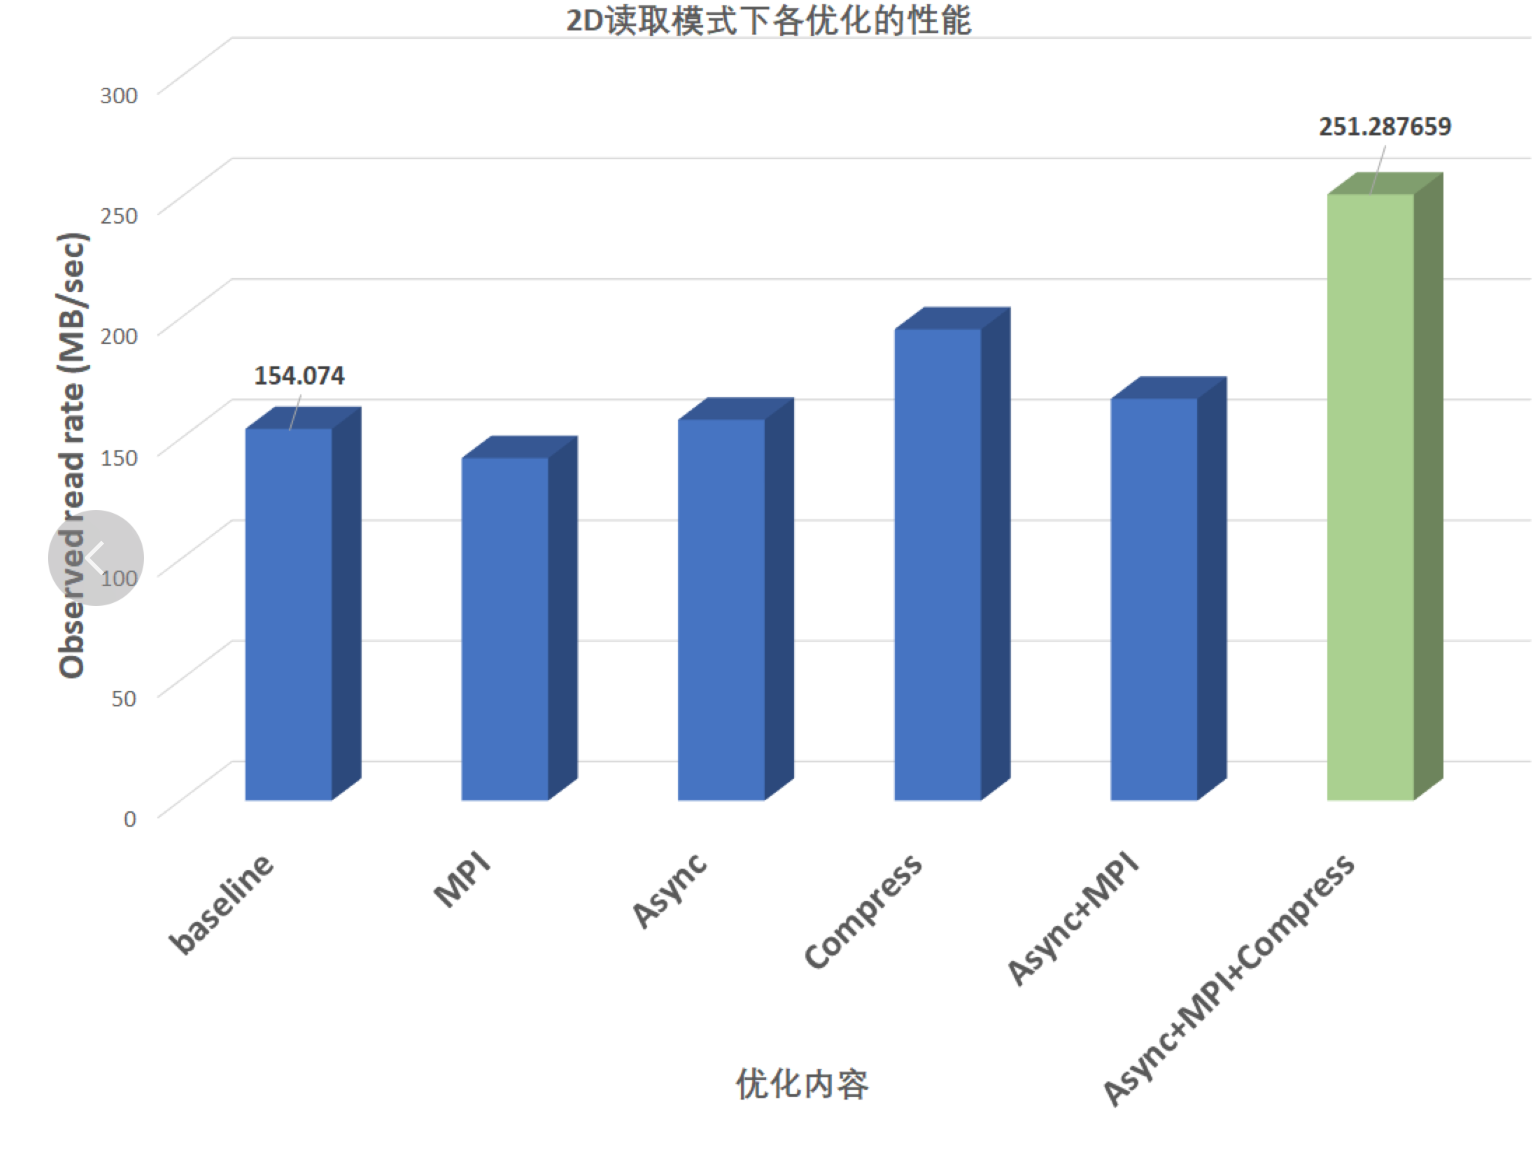 2D读取模式下各优化的性能
300
250
200
150
100
50
0
Observed read rate (MB/sec)
154.074
251.287659
baseline
MPI
Async
Compress
Async+MPI
Async+MPI+Compress
优化内容